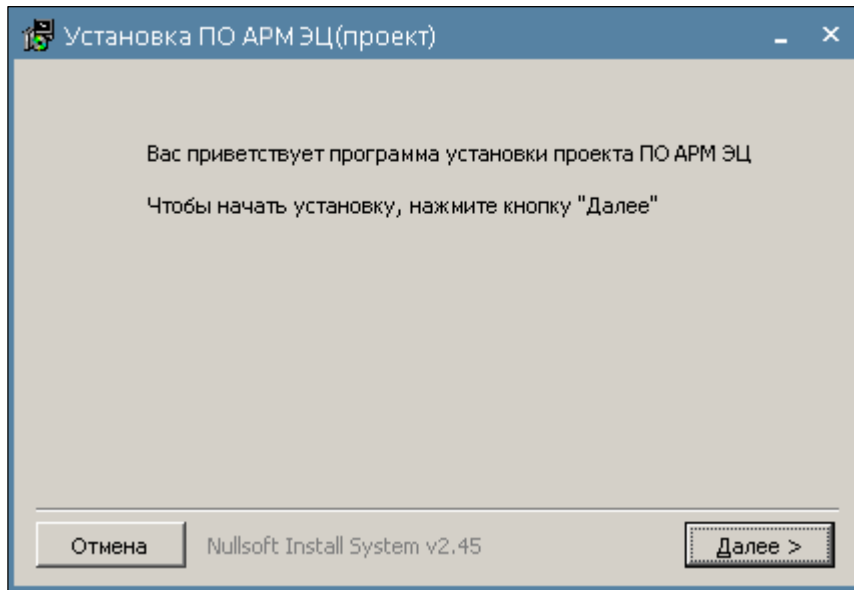 Установка ПО АРМ ЭЦ(проект)
Вас приветствует программа установки проекта ПО АРМ ЭЦ
Чтобы начать установку, нажмите кнопку "Далее"
Отмена Nullsoft Install System v2.45 Далее >